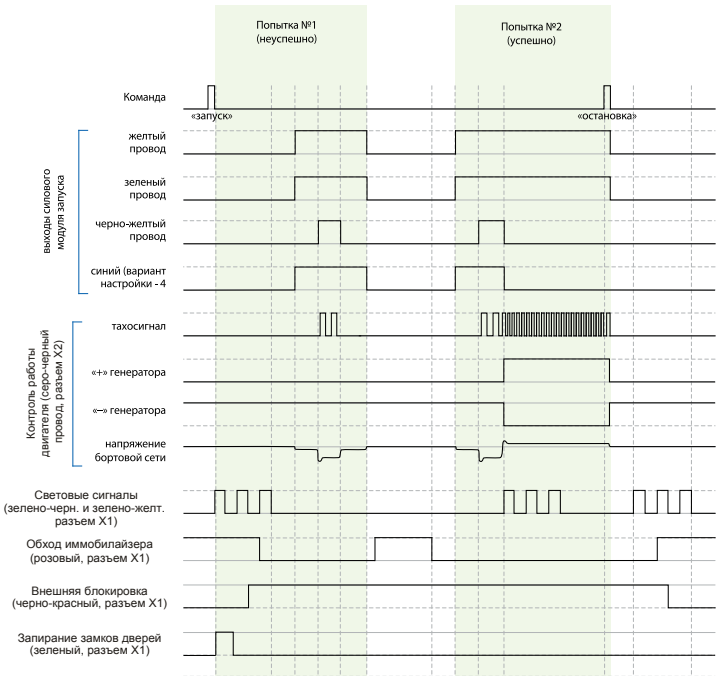 Попытка №1
(неуспешно)
Попытка №2
(успешно)
Команда
«запуск»
«остановка»
выходы силового
модуля запуска
желтый
провод
зеленый
провод
черно-желтый
провод
синий (вариант
настройки - 4
Контроль работы
двигателя (серо-черный
провод, разъем X2)
тахосигнал
«+» генератора
«–» генератора
напряжение
бортовой сети
Световые сигналы
(зелено-черн. и зелено-желт.
разъем X1)
Обход иммобилайзера
(розовый, разъем X1)
Внешняя блокировка
(черно-красный, разъем X1)
Запирание замков дверей
(зеленый, разъем X1)